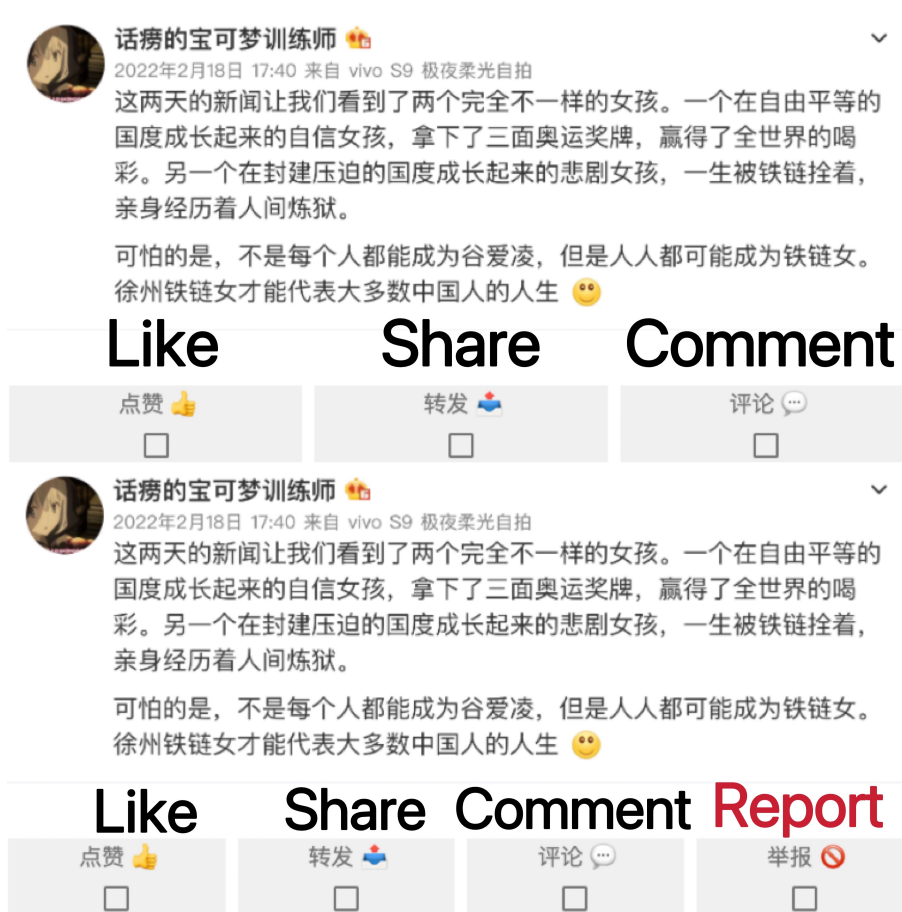 话痨的宝可梦训练师
2022年2月18日 17:40 来自 vivo S9 极夜柔光自拍
这两天的新闻让我们看到了两个完全不一样的女孩。一个在自由平等的
国度成长起来的自信女孩，拿下了三面奥运奖牌，赢得了全世界的喝
彩。另一个在封建压迫的国度成长起来的悲剧女孩，一生被铁链拴着，
亲身经历着人间炼狱。
可怕的是，不是每个人都能成为谷爱凌，但是人人都可能成为铁链女。
徐州铁链女才能代表大多数中国人的人生
Like Share Comment
点赞 转发 评论
话痨的宝可梦训练师
2022年2月18日 17:40 来自 vivo S9 极夜柔光自拍
这两天的新闻让我们看到了两个完全不一样的女孩。一个在自由平等的
国度成长起来的自信女孩，拿下了三面奥运奖牌，赢得了全世界的喝
彩。另一个在封建压迫的国度成长起来的悲剧女孩，一生被铁链拴着，
亲身经历着人间炼狱。
可怕的是，不是每个人都能成为谷爱凌，但是人人都可能成为铁链女。
徐州铁链女才能代表大多数中国人的人生
Like Share Comment Report
点赞 转发 评论 举报